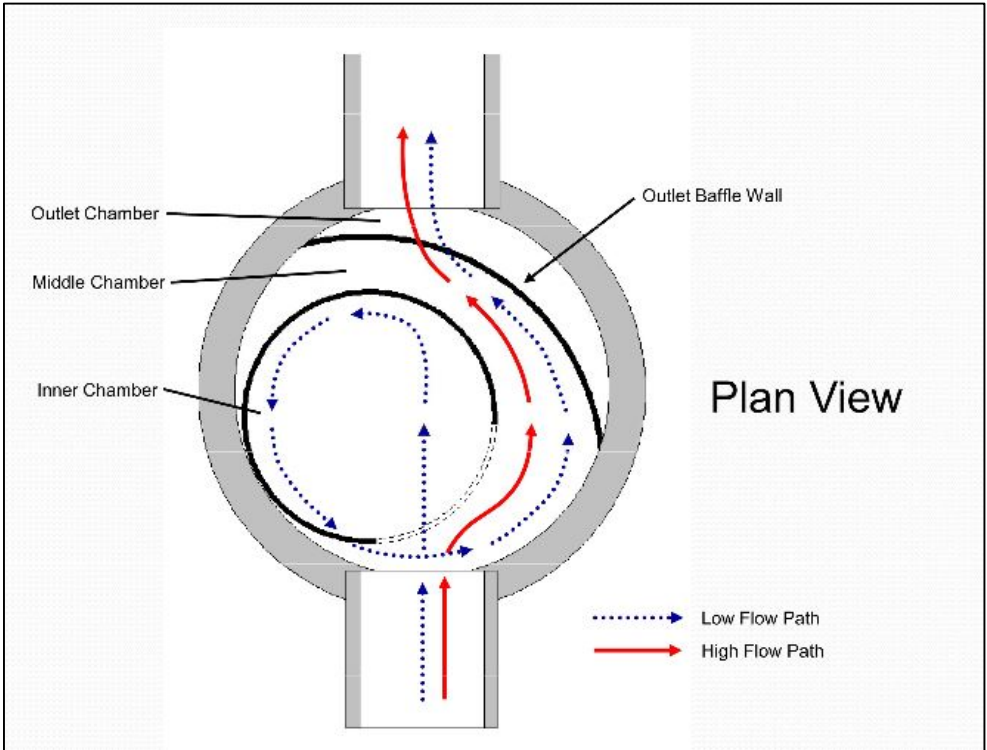 Outlet Chamber
Outlet Baffle Wall
Middle Chamber
Inner Chamber
Plan View
Low Flow Path
High Flow Path